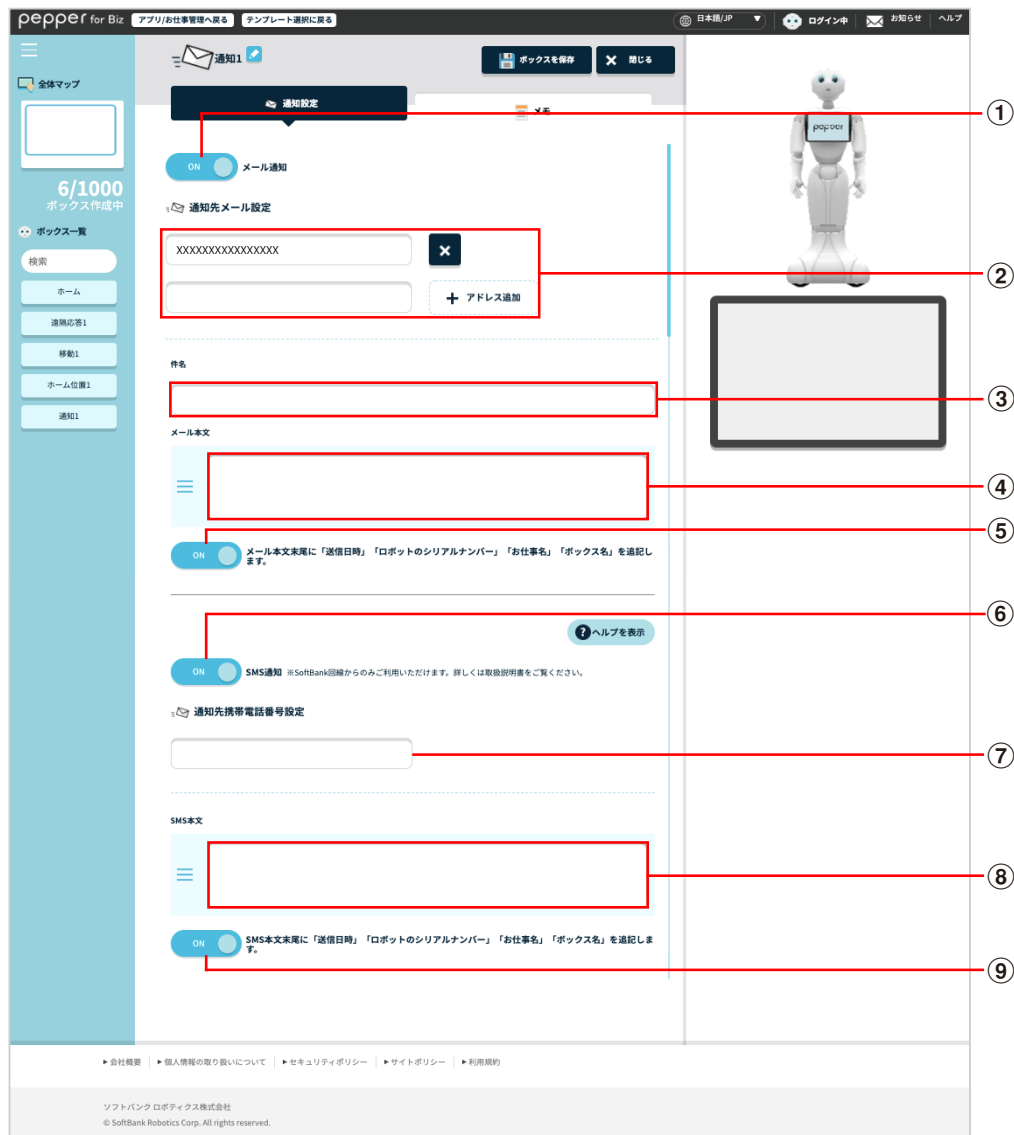 pepper for Biz アプリ/お仕事管理へ戻る テンプレート選択に戻る 日本語/JP ▼ ログイン中 お知らせ ヘルプ
全体マップ
6/1000
ボックス作成中
ボックス一覧
検索
ホーム
遠隔応答1
移動1
ホーム位置1
通知1
通知1 ボックスを保存 閉じる
通知設定 メモ
ON メール通知
通知先メール設定
XXXXXXXXXXXXXXXX
アドレス追加
件名
メール本文
ON メール本文末尾に「送信日時」「ロボットのシリアルナンバー」「お仕事名」「ボックス名」を追記し
ます。
?ヘルプを表示
ON SMS通知 ※SoftBank回線からのみご利用いただけます。詳しくは取扱説明書をご覧ください。
通知先携帯電話番号設定
SMS本文
ON SMS本文末尾に「送信日時」「ロボットのシリアルナンバー」「お仕事名」「ボックス名」を追記しま
す。
pepper
①
②
③
④
⑤
⑥
⑦
⑧
⑨
▶会社概要 ▶個人情報の取り扱いについて ▶セキュリティポリシー ▶サイトポリシー ▶利用規約
ソフトバンク ロボティクス株式会社
© SoftBank Robotics Corp. All rights reserved.